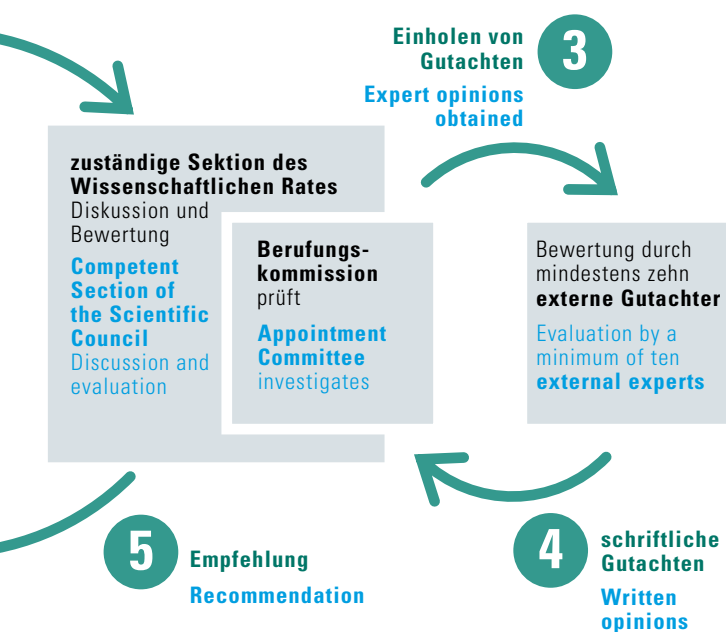 Einholen von
Gutachten
Expert opinions
obtained
3
zuständige Sektion des
Wissenschaftlichen Rates
Diskussion und
Bewertung
Competent
Section of
the Scientific
Council
Discussion and
evaluation
Berufungs-
kommission
prüft
Appointment
Committee
investigates
Bewertung durch
mindestens zehn
externe Gutachter
Evaluation by a
minimum of ten
external experts
4
schriftliche
Gutachten
Written
opinions
5
Empfehlung
Recommendation